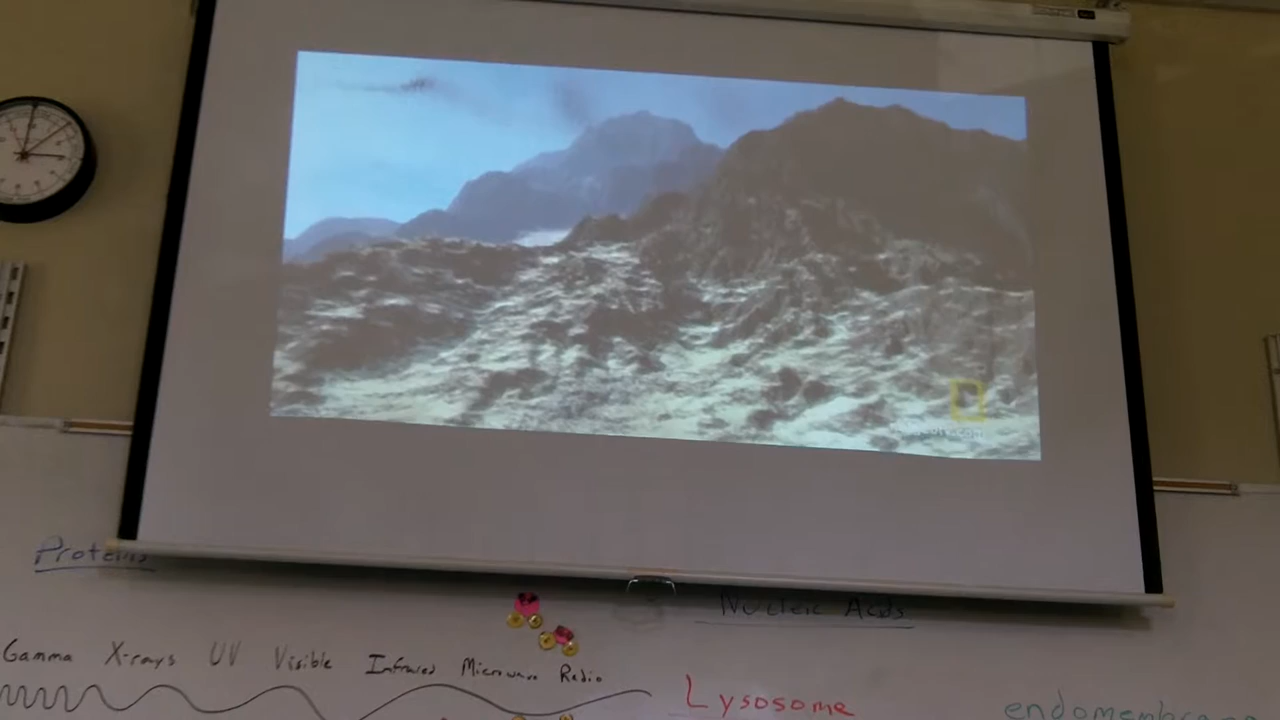 Proteins
Nucleic Acids
Gamma X-rays UV Visible Infrared Microwave Radio
Lysosome